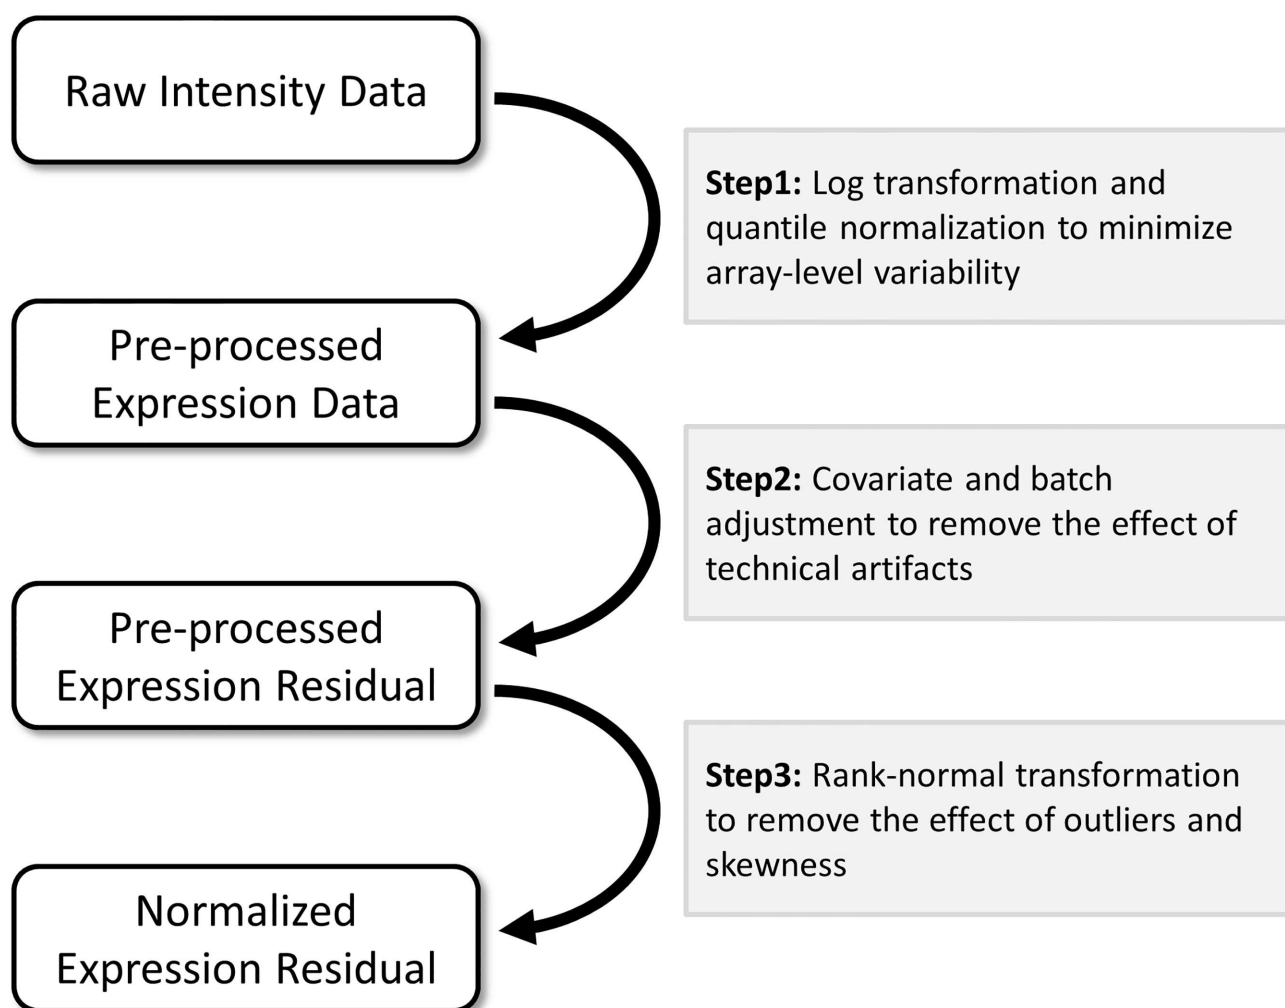 Raw Intensity Data
Step1: Log transformation and
quantile normalization to minimize
array-level variability
Pre-processed
Expression Data
Step2: Covariate and batch
adjustment to remove the effect of
technical artifacts
Pre-processed
Expression Residual
Step3: Rank-normal transformation
to remove the effect of outliers and
skewness
Normalized
Expression Residual